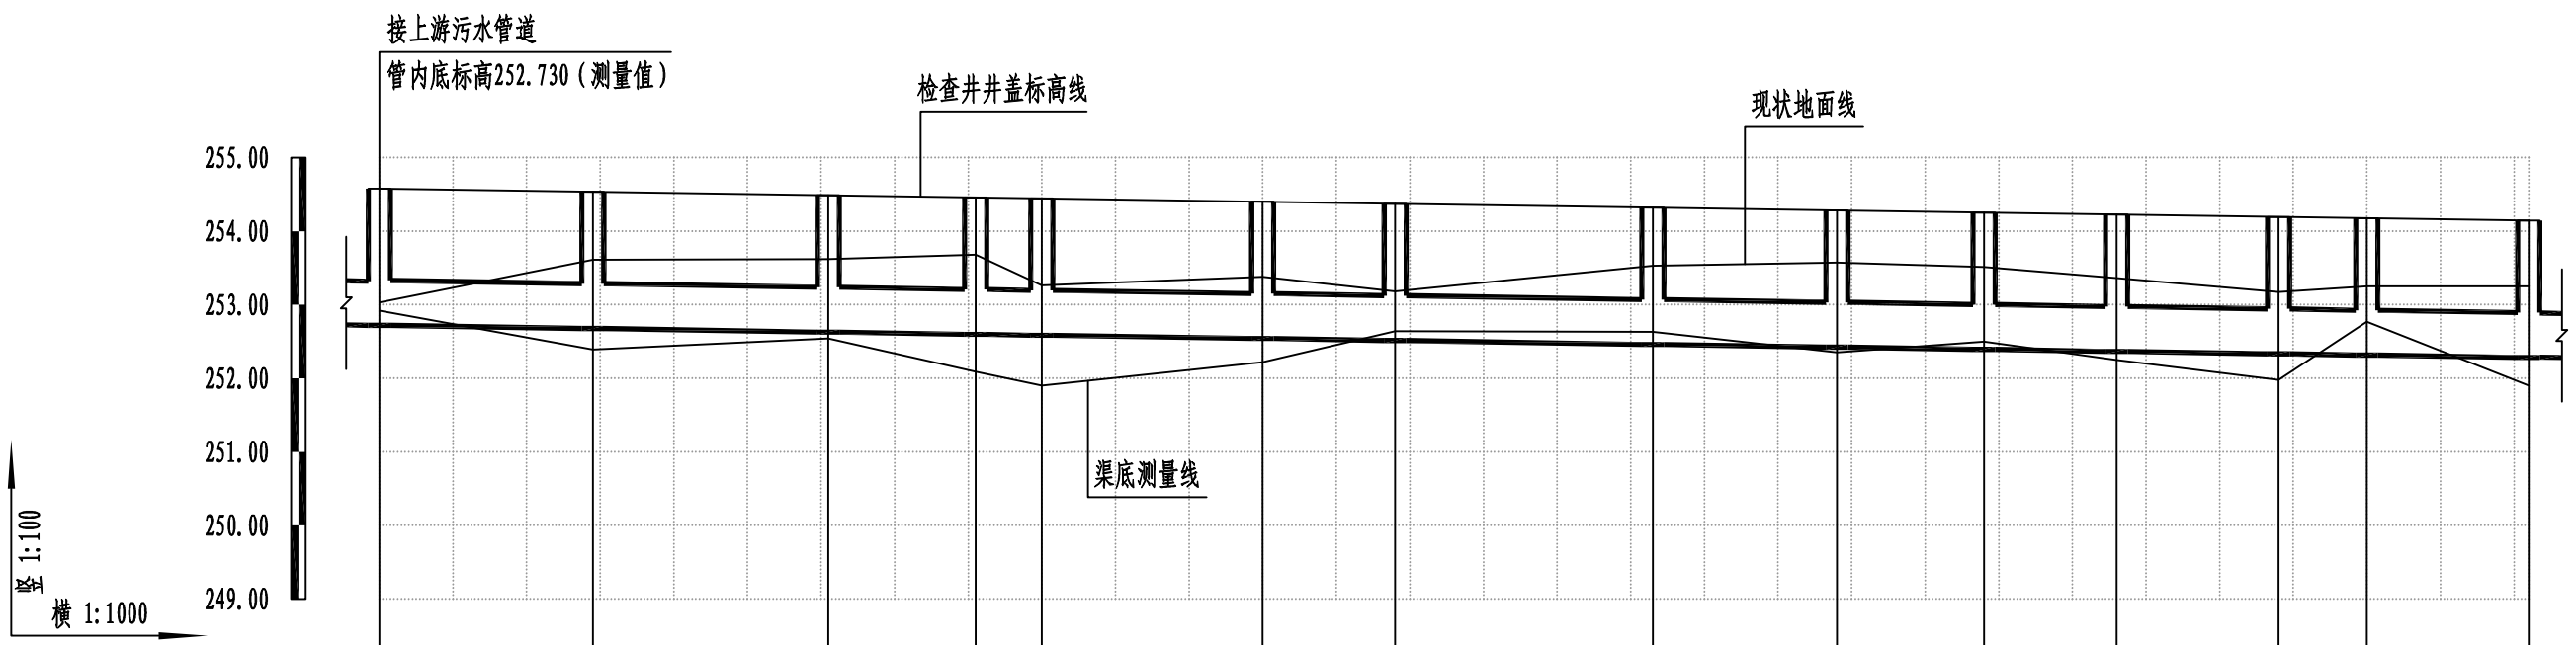 接上游污水管道
管内底标高252.730（测量值）
检查井井盖标高线
现状地面线
255.00
254.00
253.00
252.00
251.00
250.00
249.00
渠底测量线
竖 1:100
横 1:1000